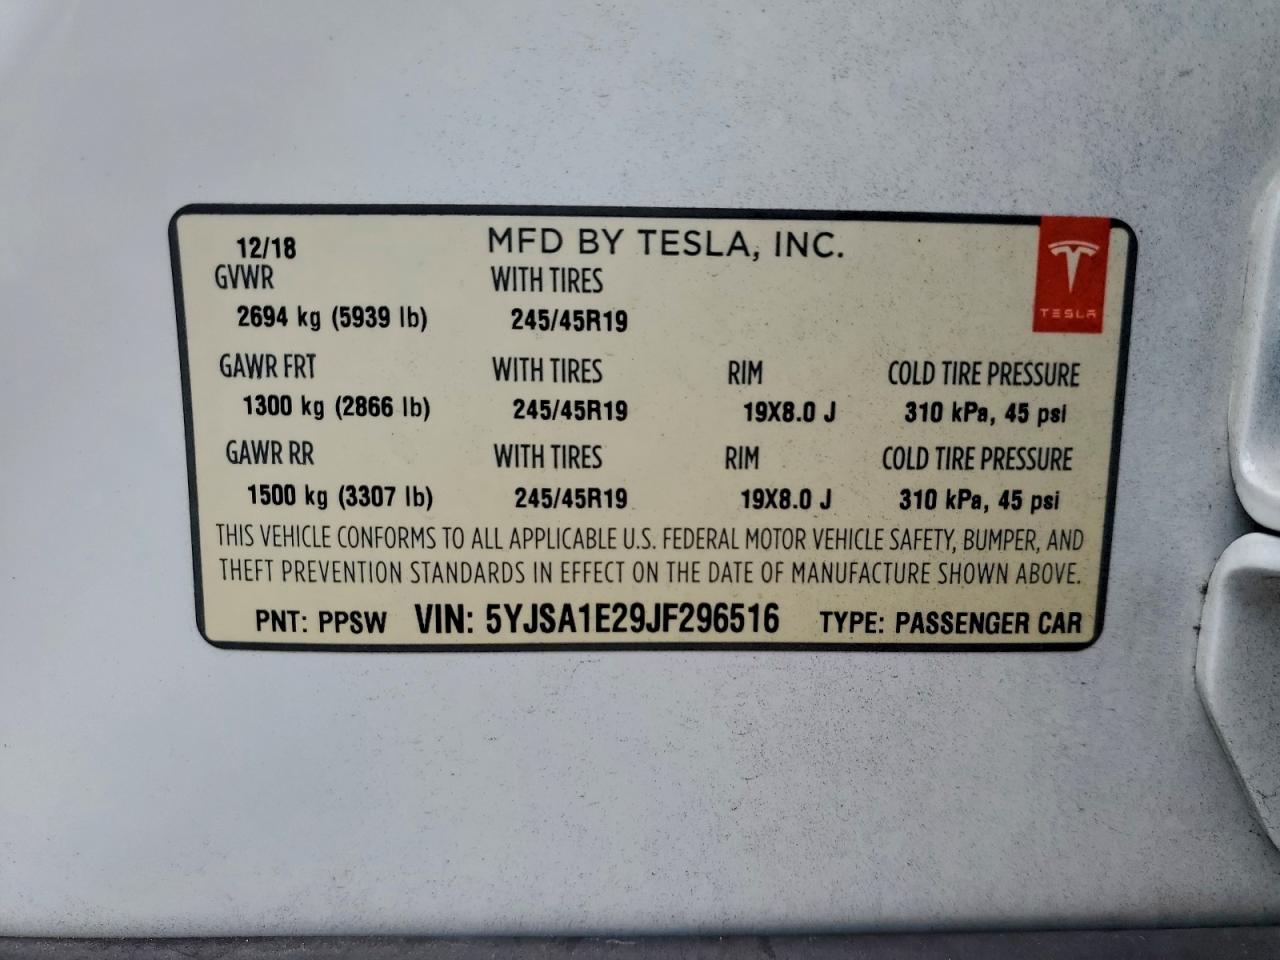 12/18 MFD BY TESLA, INC.
GVWR WITH TIRES
2694 kg (5939 lb) 245/45R19
TESLA
GAWR FRT WITH TIRES RIM COLD TIRE PRESSURE
1300 kg (2866 lb) 245/45R19 19X8.0 J 310 kPa, 45 psi
GAWR RR WITH TIRES RIM COLD TIRE PRESSURE
1500 kg (3307 lb) 245/45R19 19X8.0 J 310 kPa, 45 psi
THIS VEHICLE CONFORMS TO ALL APPLICABLE U.S. FEDERAL MOTOR VEHICLE SAFETY, BUMPER, AND
THEFT PREVENTION STANDARDS IN EFFECT ON THE DATE OF MANUFACTURE SHOWN ABOVE.
PNT: PPSW VIN: 5YJSA1E29JF296516 TYPE: PASSENGER CAR